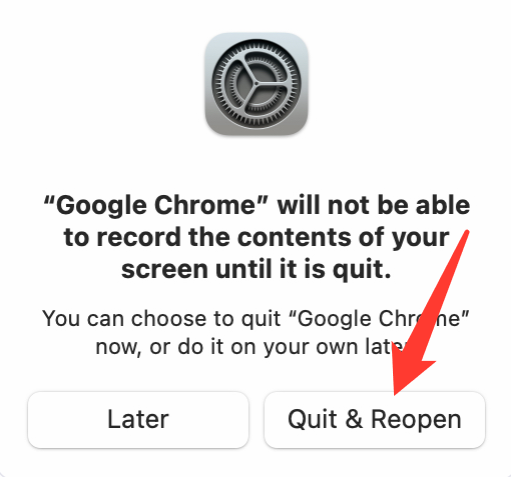 “Google Chrome” will not be able
to record the contents of your
screen until it is quit.
You can choose to quit “Google Chrome”
now, or do it on your own later.
Later
Quit & Reopen